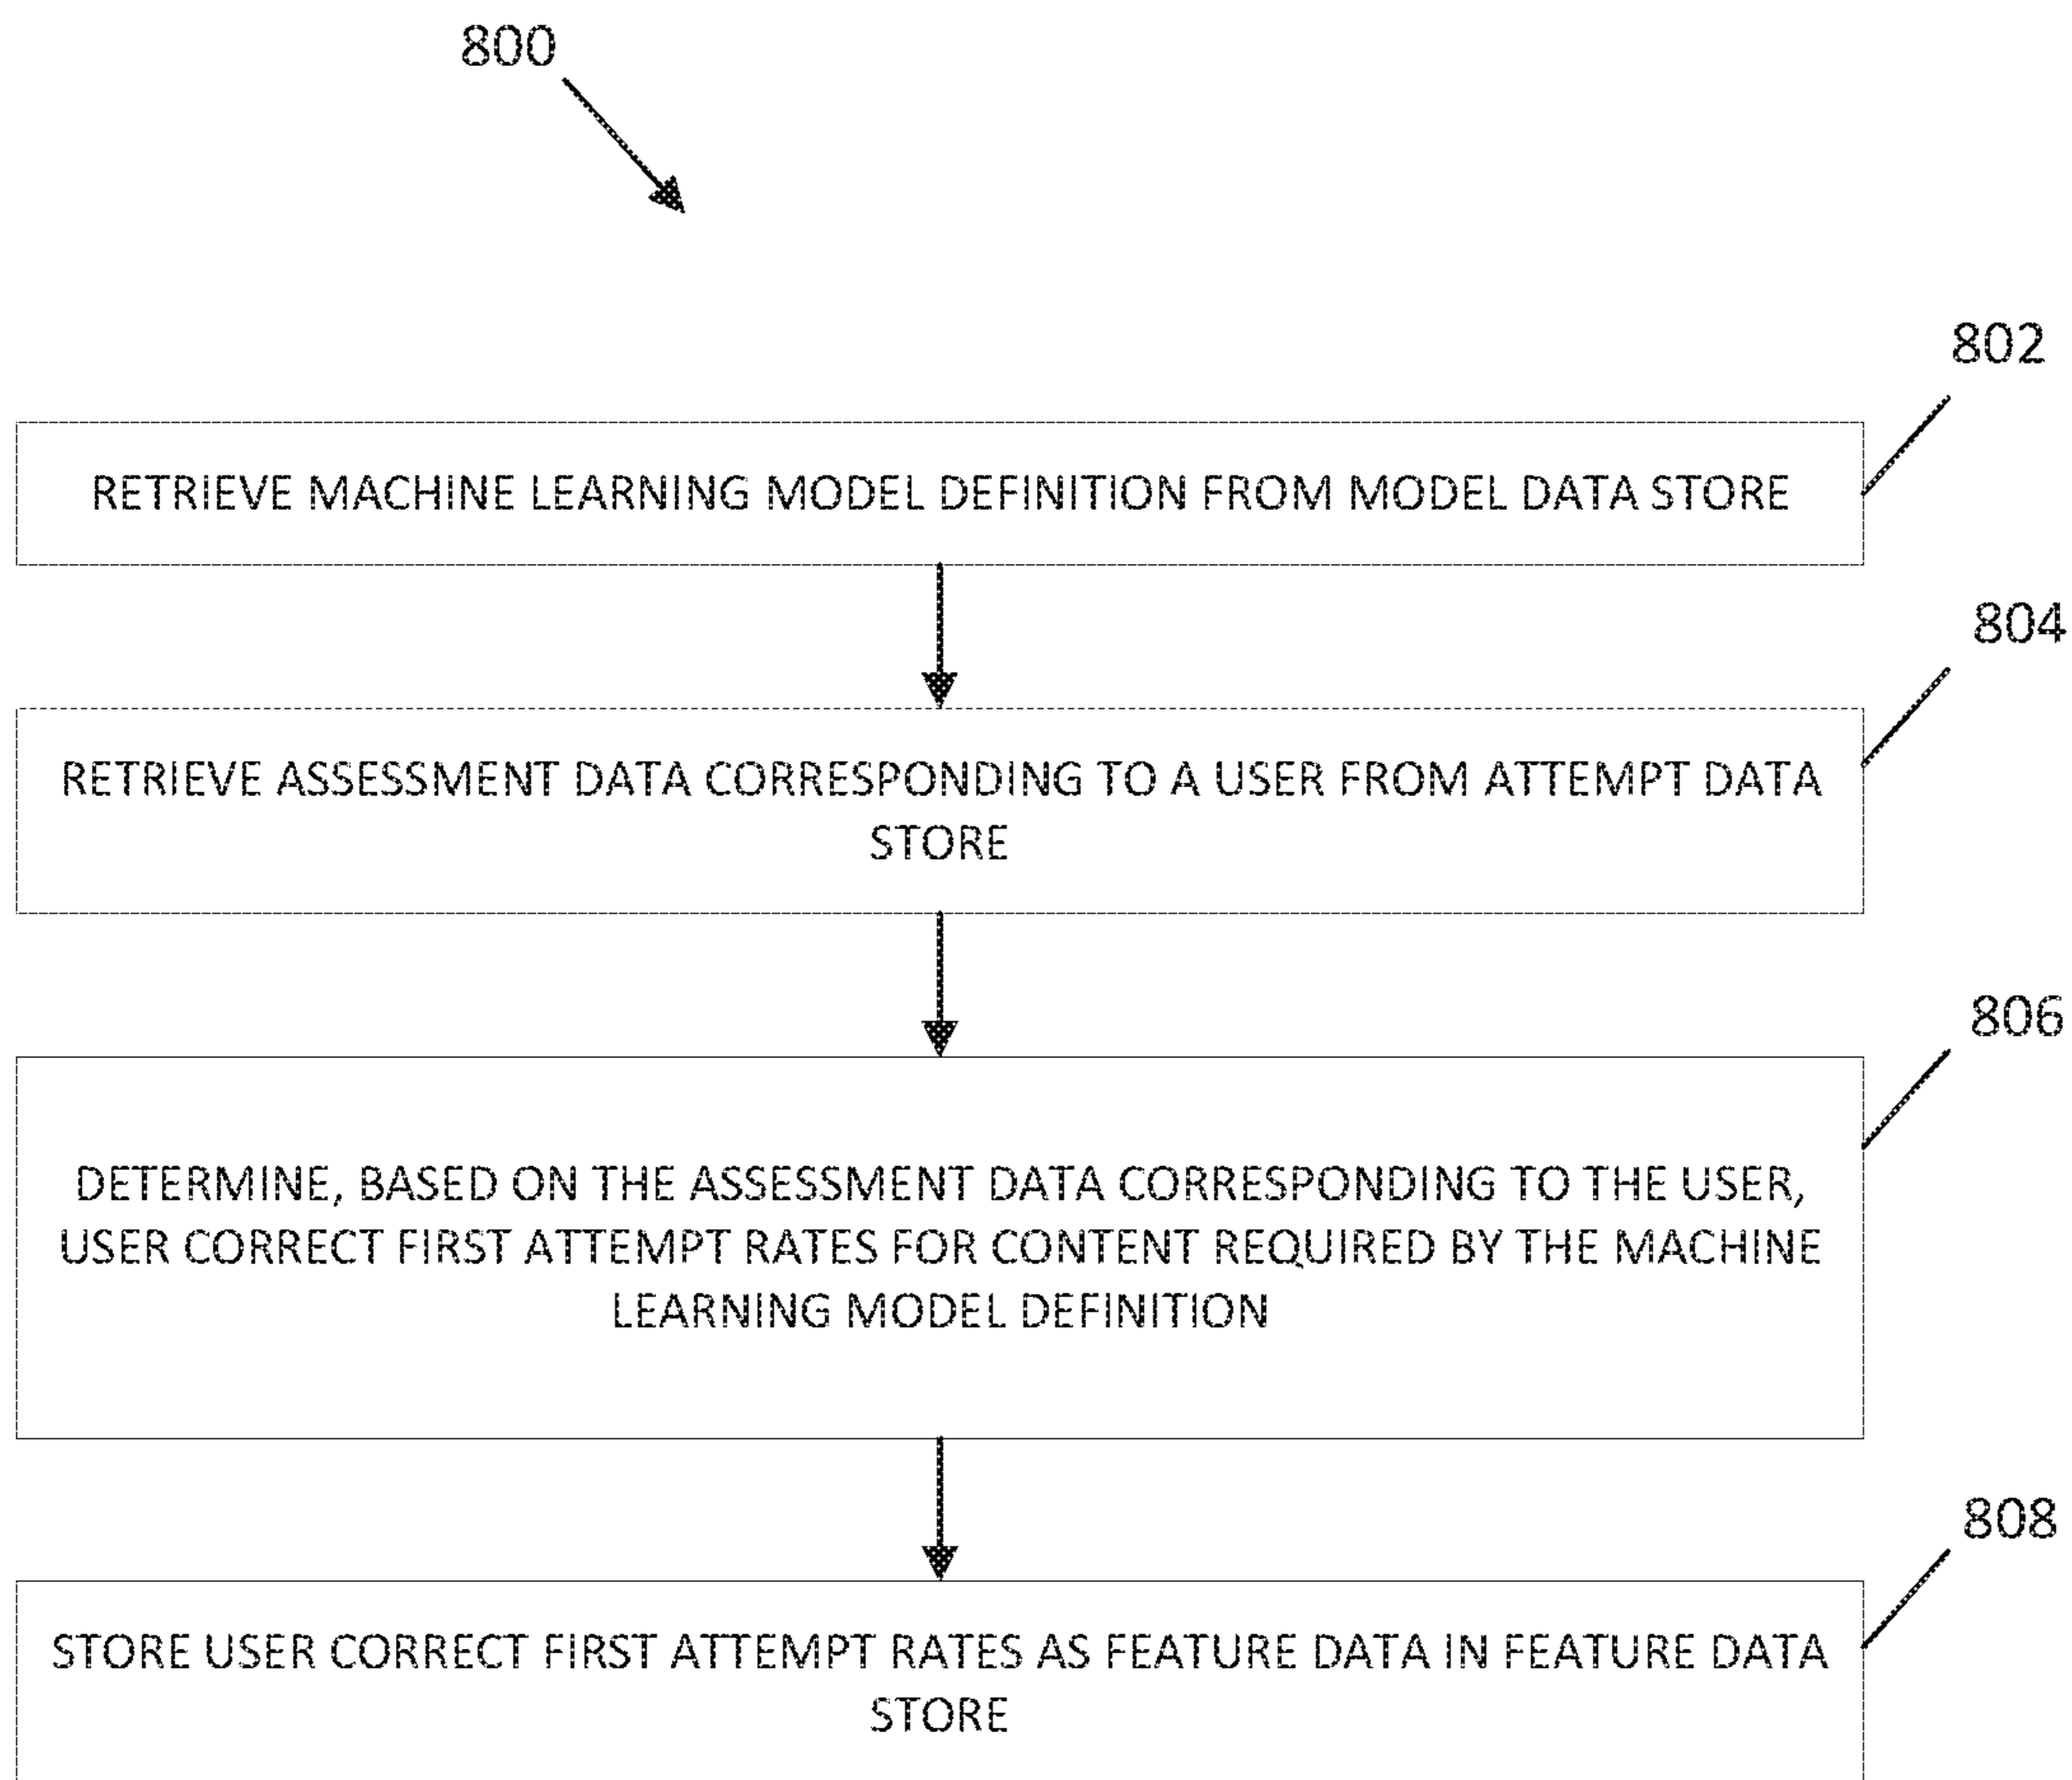 800
802
RETRIEVE MACHINE LEARNING MODEL DEFINITION FROM MODEL DATA STORE
804
RETRIEVE ASSESSMENT DATA CORRESPONDING TO A USER FROM ATTEMPT DATA
STORE
806
DETERMINE, BASED ON THE ASSESSMENT DATA CORRESPONDING TO THE USER,
USER CORRECT FIRST ATTEMPT RATES FOR CONTENT REQUIRED BY THE MACHINE
LEARNING MODEL DEFINITION
808
STORE USER CORRECT FIRST ATTEMPT RATES AS FEATURE DATA IN FEATURE DATA
STORE